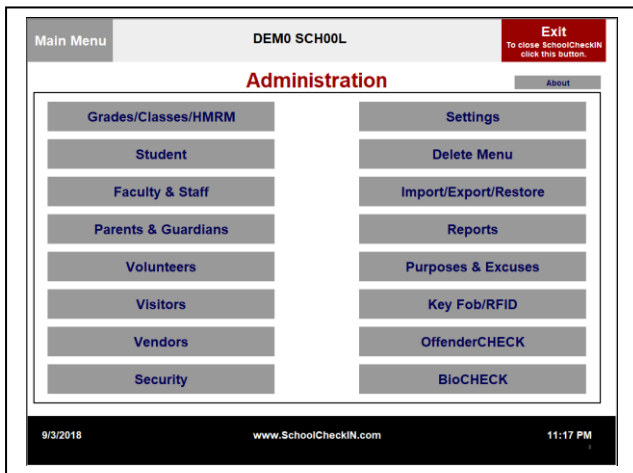 Main Menu
DEM0 SCH00L
Exit
To close SchoolCheckIN
click this button.
Administration
About
Grades/Classes/HMRM
Settings
Student
Delete Menu
Faculty & Staff
Import/Export/Restore
Parents & Guardians
Reports
Volunteers
Purposes & Excuses
Visitors
Key Fob/RFID
Vendors
OffenderCHECK
Security
BioCHECK
9/3/2018
www.SchoolCheckIN.com
11:17 PM